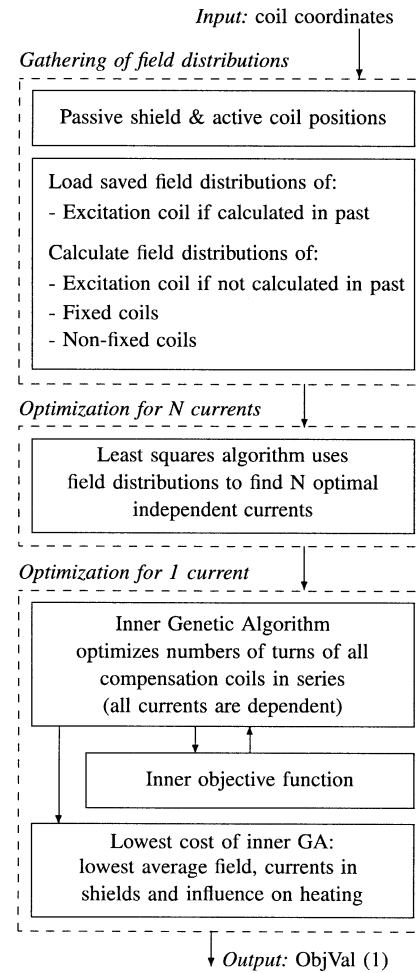 Input: coil coordinates
Gathering of field distributions
Passive shield & active coil positions
Load saved field distributions of:
- Excitation coil if calculated in past
Calculate field distributions of:
- Excitation coil if not calculated in past
- Fixed coils
- Non-fixed coils
Optimization for N currents
Least squares algorithm uses
field distributions to find N optimal
independent currents
Optimization for 1 current
Inner Genetic Algorithm
optimizes numbers of turns of all
compensation coils in series
(all currents are dependent)
Inner objective function
Lowest cost of inner GA:
lowest average field, currents in
shields and influence on heating
Output: ObjVal (1)